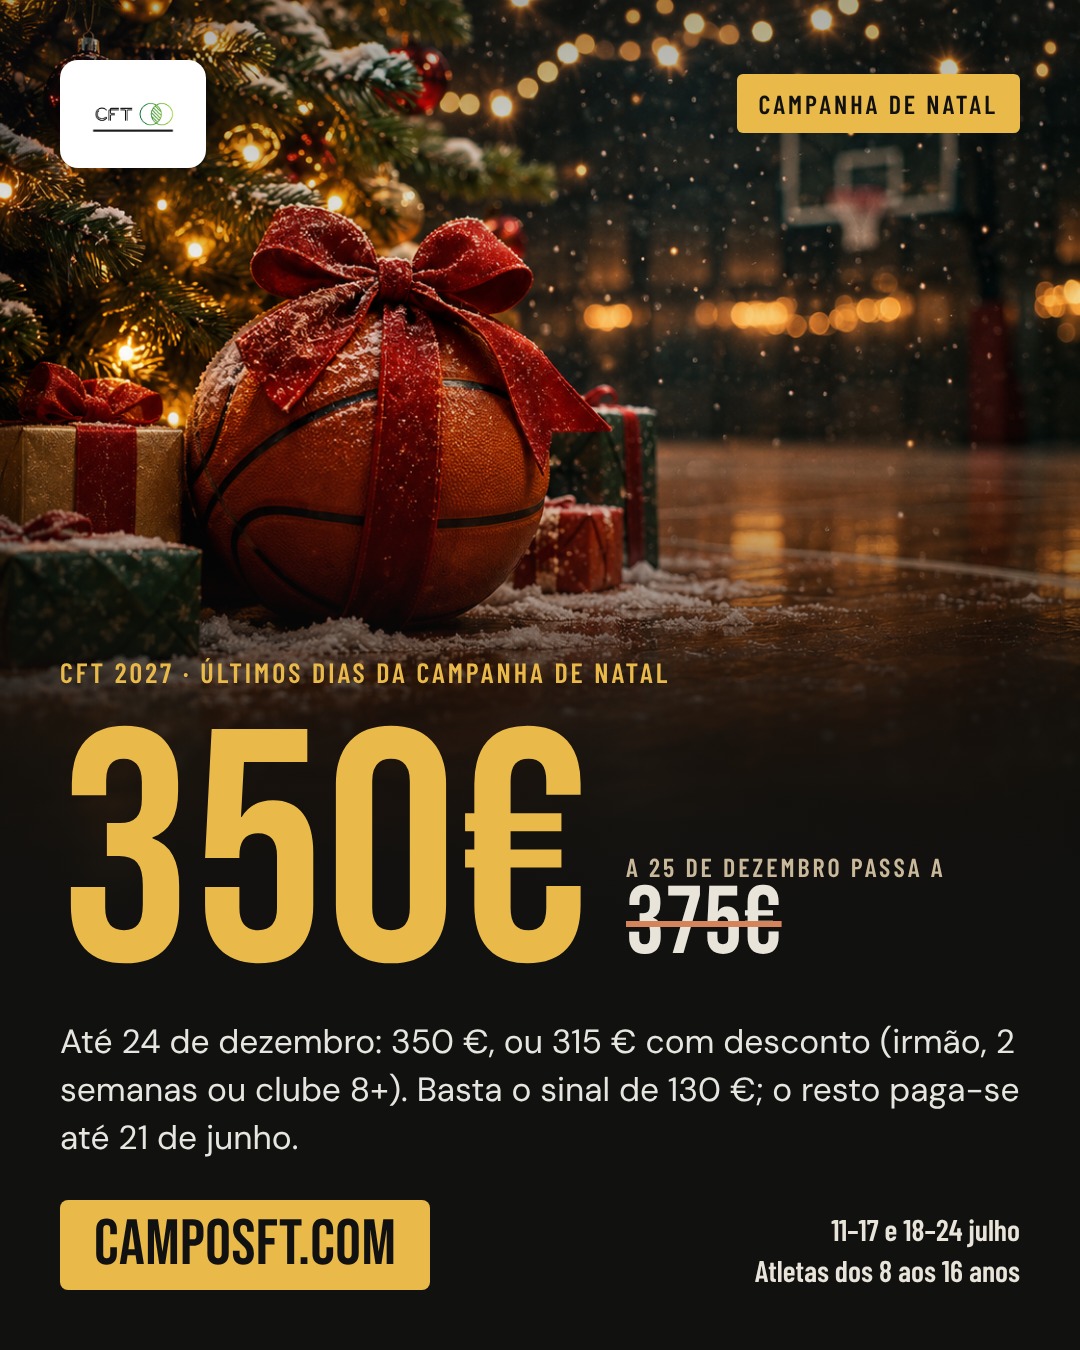 CFT
CAMPANHA DE NATAL
CFT 2027 · ÚLTIMOS DIAS DA CAMPANHA DE NATAL
350€
A 25 DE DEZEMBRO PASSA A
375€
Até 24 de dezembro: 350 €, ou 315 € com desconto (irmão, 2
semanas ou clube 8+). Basta o sinal de 130 €; o resto paga-se
até 21 de junho.
CAMPOSFT.COM
11–17 e 18–24 julho
Atletas dos 8 aos 16 anos